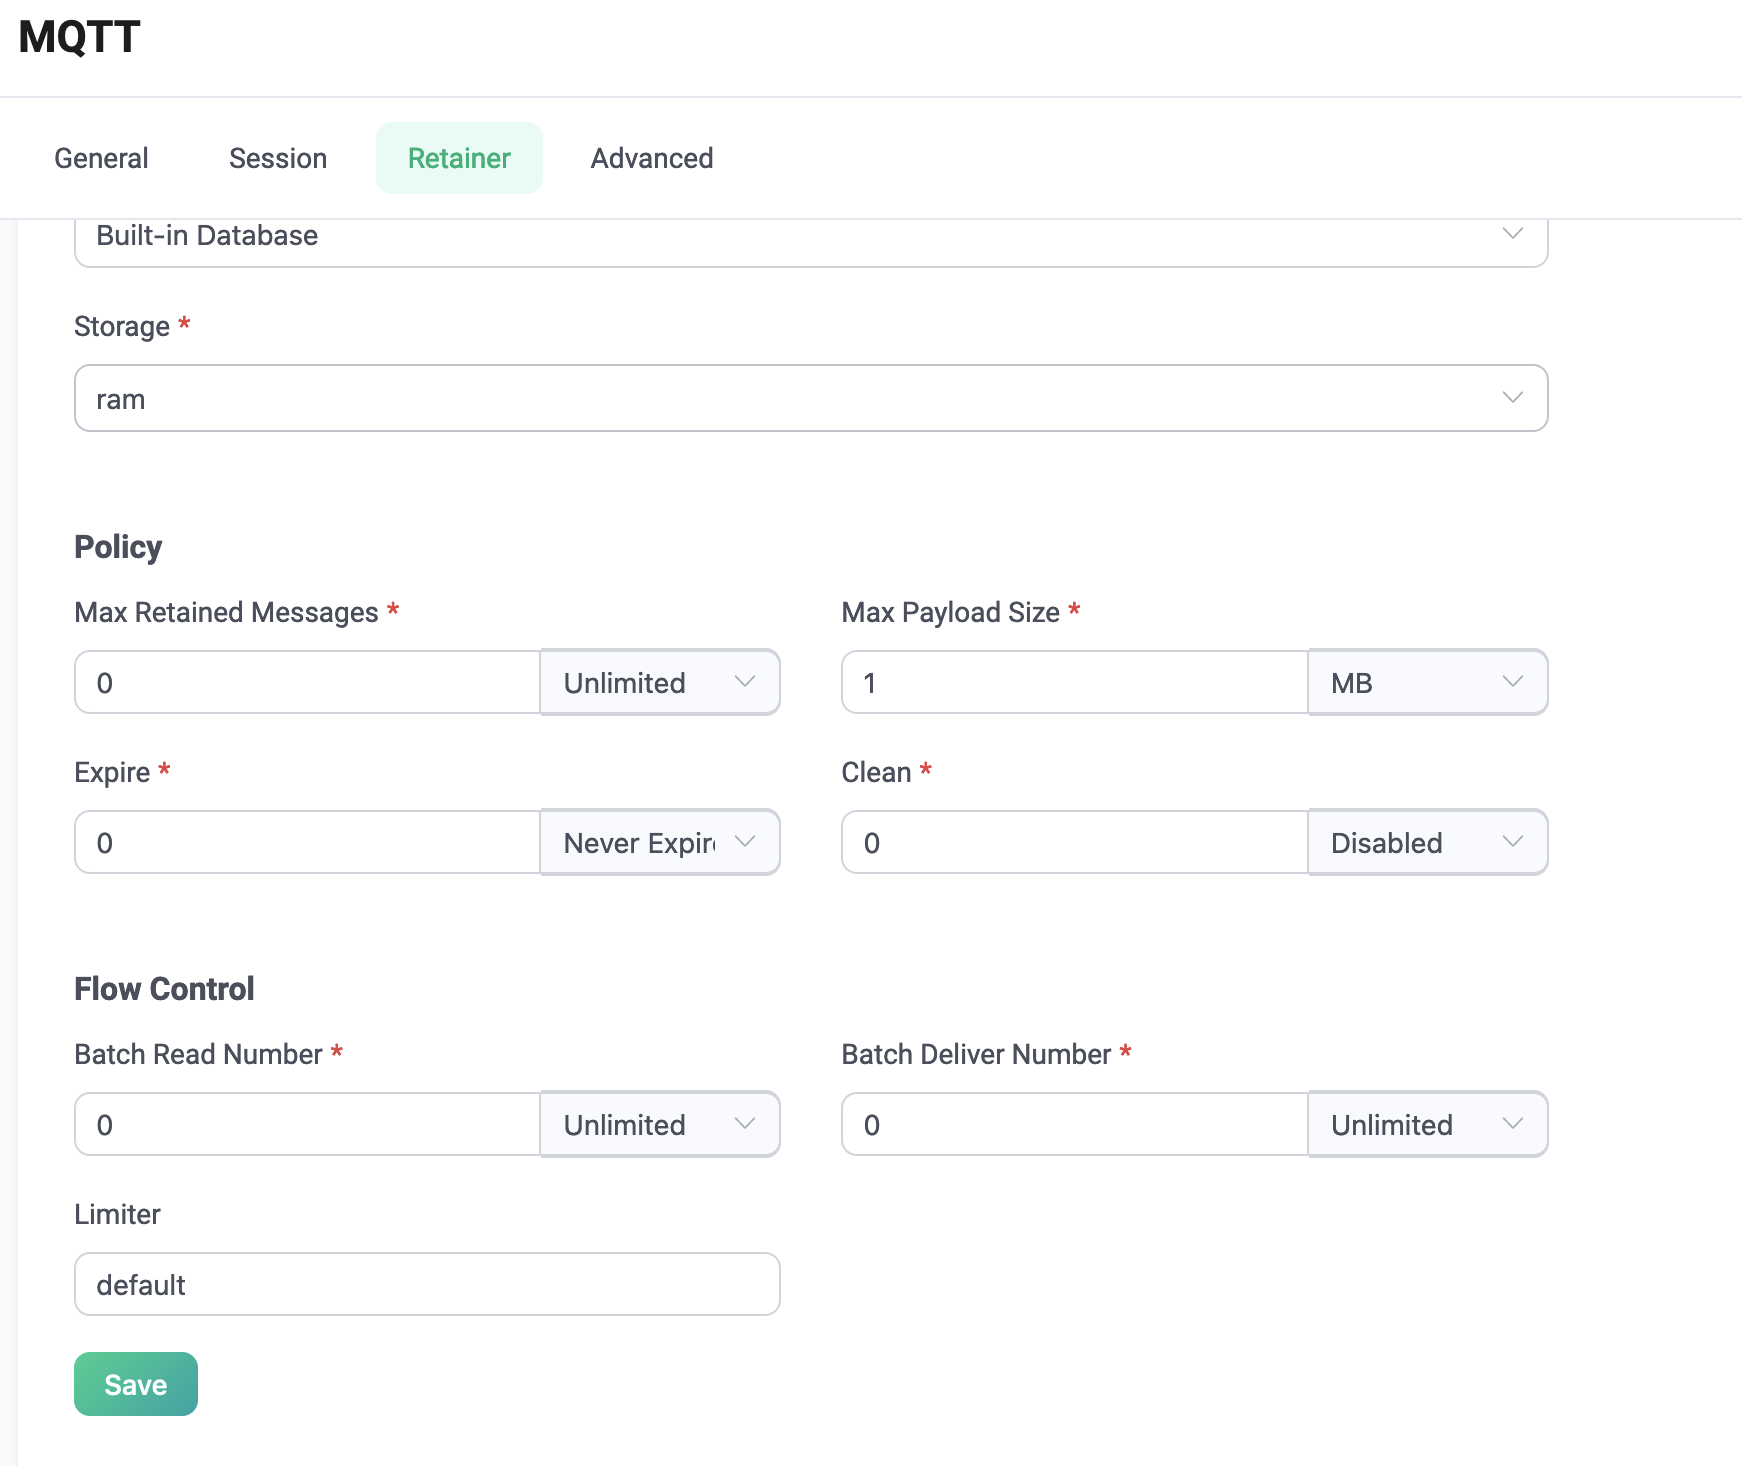 MQTT
General Session Retainer Advanced
Built-in Database
Storage *
ram
Policy
Max Retained Messages * Max Payload Size *
0 Unlimited 1 MB
Expire * Clean *
0 Never Expir 0 Disabled
Flow Control
Batch Read Number * Batch Deliver Number *
0 Unlimited 0 Unlimited
Limiter
default
Save